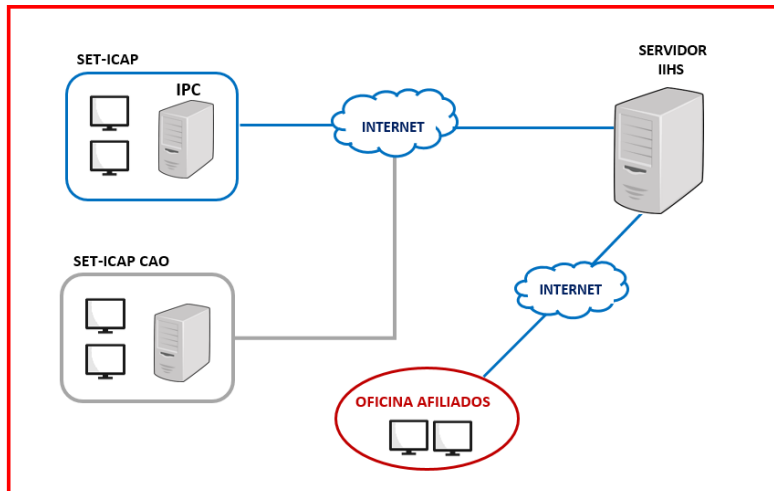 SET-ICAP
IPC
INTERNET
SERVIDOR
IIHS
SET-ICAP CAO
INTERNET
OFICINA AFILIADOS